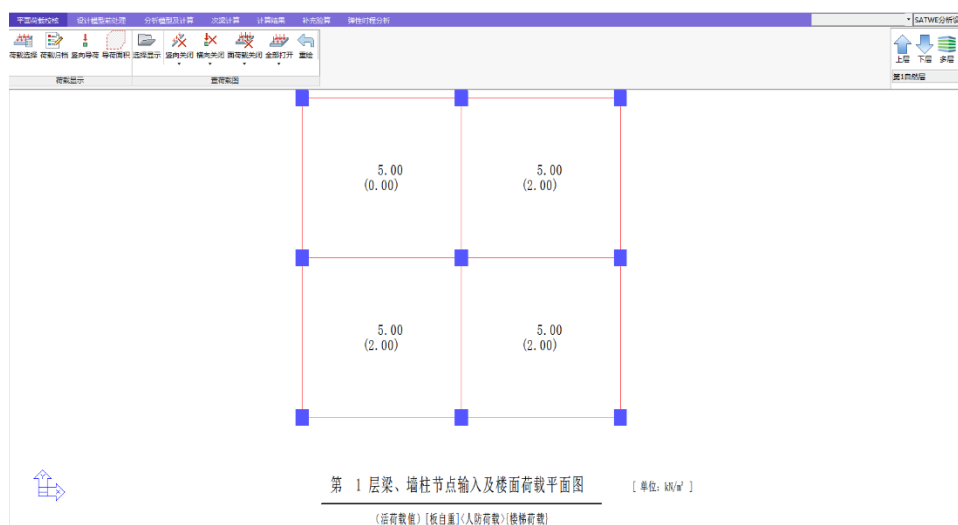 平面荷载校核 设计模型前处理 分析模型及计算 次梁计算 计算结果 补充验算 弹性时程分析
SATWE分析设
荷载选择 荷载归档 竖向导荷 导荷面积 选择显示 竖向关闭 横向关闭 面荷载关闭 全部打开 重绘
上层 下层 多层
荷载显示 查荷载图
第1自然层
5.00 5.00
(0.00) (2.00)
5.00 5.00
(2.00) (2.00)
Y
X
第 1 层梁、墙柱节点输入及楼面荷载平面图 [ 单位: kN/m² ]
(活荷载值) [板自重]<人防荷载>{楼梯荷载}